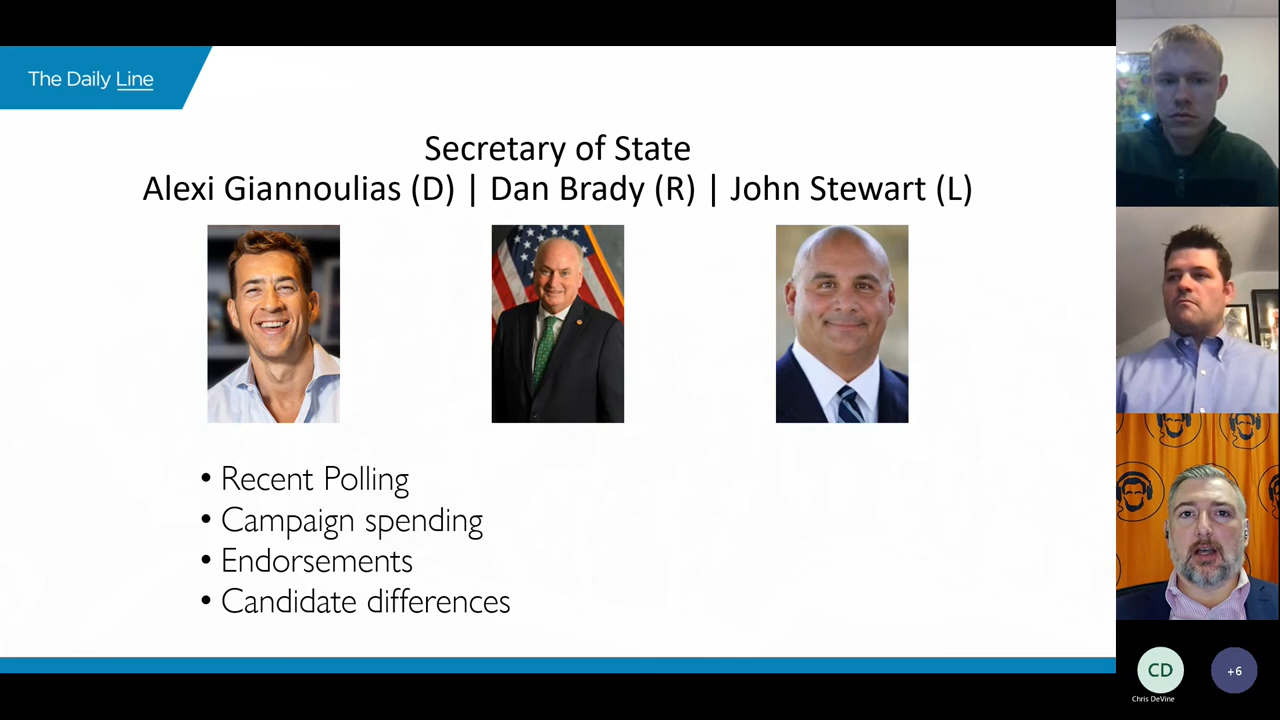 The Daily Line
Secretary of State
Alexi Giannoulias (D) | Dan Brady (R) | John Stewart (L)
• Recent Polling
• Campaign spending
• Endorsements
• Candidate differences
CD
+6
Chris DeVine